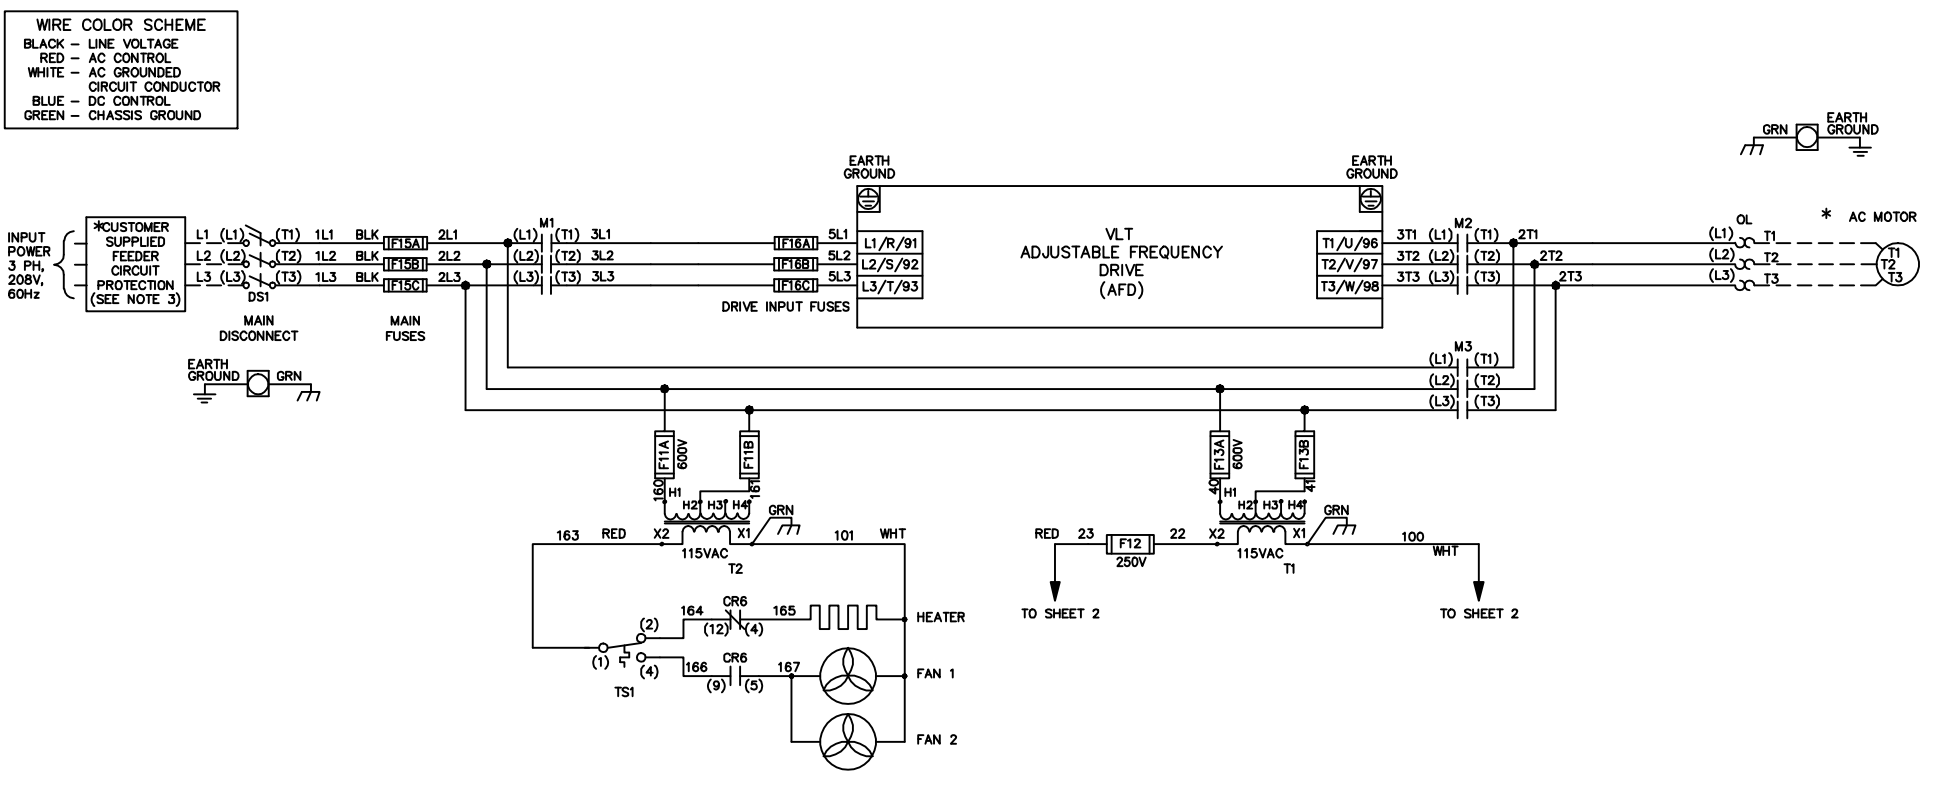 WIRE COLOR SCHEME
BLACK – LINE VOLTAGE
RED – AC CONTROL
WHITE – AC GROUNDED
CIRCUIT CONDUCTOR
BLUE – DC CONTROL
GREEN – CHASSIS GROUND
GRN
EARTH
GROUND
EARTH
GROUND
EARTH
GROUND
INPUT
POWER
3 PH,
208V,
60Hz
*CUSTOMER
SUPPLIED
FEEDER
CIRCUIT
PROTECTION
(SEE NOTE 3)
L1 (L1) (T1) 1L1 BLK F15A 2L1 (L1) M1 (T1) 3L1 F16A 5L1 L1/R/91
L2 (L2) (T2) 1L2 BLK F15B 2L2 (L2) (T2) 3L2 F16B 5L2 L2/S/92
L3 (L3) (T3) 1L3 BLK F15C 2L3 (L3) (T3) 3L3 F16C 5L3 L3/T/93
DS1
MAIN
DISCONNECT
MAIN
FUSES
DRIVE INPUT FUSES
VLT
ADJUSTABLE FREQUENCY
DRIVE
(AFD)
T1/U/96 3T1 (L1) M2 (T1) 2T1 (L1) OL T1
T2/V/97 3T2 (L2) (T2) 2T2 (L2) T2
T3/W/98 3T3 (L3) (T3) 2T3 (L3) T3
* AC MOTOR
T1
T2
T3
EARTH
GROUND
GRN
M3
(L1) (T1)
(L2) (T2)
(L3) (T3)
F11A
600V
F11B
160
161
H1 H2 H3 H4
GRN
163 RED X2 X1 101 WHT
115VAC
T2
F13A
600V
F13B
40
41
H1 H2 H3 H4
GRN
RED 23 F12 22 X2 X1 100
WHT
250V
115VAC
T1
TO SHEET 2
TO SHEET 2
CR6
164 165
(12) (4)
HEATER
(2)
(1)
(4)
TS1
CR6
166 167
(9) (5)
FAN 1
FAN 2